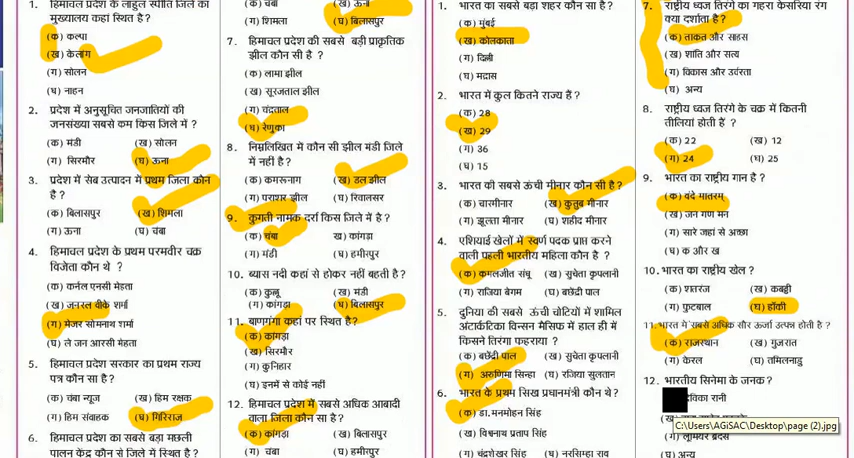 1. हिमाचल प्रदेश के लाहुल स्पीति जिले का
मुख्यालय कहां स्थित है ?
(क) कल्पा
(ख) केलांग
(ग) सोलन
(घ) नाहन
2. प्रदेश में अनुसूचित जनजातियों की
जनसंख्या सबसे कम किस जिले में ?
(क) मंडी (ख) सोलन
(ग) सिरमौर (घ) ऊना
3. प्रदेश में सेब उत्पादन में प्रथम जिला कौन
है ?
(क) बिलासपुर (ख) शिमला
(ग) ऊना (घ) चंबा
4. हिमाचल प्रदेश के प्रथम परमवीर चक्र
विजेता कौन थे ?
(क) कर्नल एनसी मेहता
(ख) जनरल वीके शर्मा
(ग) मेजर सोमनाथ शर्मा
(घ) ले जन आरसी मेहता
5. हिमाचल प्रदेश सरकार का प्रथम राज्य
पत्र कौन सा है ?
(क) चंबा न्यूज (ख) हिम रक्षक
(ग) हिम संवाहक (घ) गिरिराज
6. हिमाचल प्रदेश का सबसे बड़ा मछली
पालन केंद्र कौन से जिले में स्थित है ?
(क) चंबा (ख) ऊना
(ग) शिमला (घ) बिलासपुर
7. हिमाचल प्रदेश की सबसे बड़ी प्राकृतिक
झील कौन सी है ?
(क) लामा झील
(ख) सूरजताल झील
(ग) चंद्रताल
(घ) रेणुका
8. निम्नलिखित में कौन सी झील मंडी जिले
में नहीं है ?
(क) कमरूनाग (ख) डल झील
(ग) पराशर झील (घ) रिवालसर
9. कुगती नामक दर्रा किस जिले में है ?
(क) चंबा (ख) कांगड़ा
(ग) मंडी (घ) हमीरपुर
10. ब्यास नदी कहां से होकर नहीं बहती है ?
(क) कुल्लू (ख) मंडी
(ग) कांगड़ा (घ) बिलासपुर
11. बाणगंगा कहां पर स्थित है ?
(क) कांगड़ा
(ख) सिरमौर
(ग) कुनिहार
(घ) इनमें से कोई नहीं
12. हिमाचल प्रदेश में सबसे अधिक आबादी
वाला जिला कौन सा है ?
(क) कांगड़ा (ख) बिलासपुर
(ग) चंबा (घ) हमीरपुर
1. भारत का सबसे बड़ा शहर कौन सा है ?
(क) मुंबई
(ख) कोलकाता
(ग) दिल्ली
(घ) मद्रास
2. भारत में कुल कितने राज्य हैं ?
(क) 28
(ख) 29
(ग) 36
(घ) 15
3. भारत की सबसे ऊंची मीनार कौन सी है ?
(क) चारमीनार (ख) कुतुब मीनार
(ग) झूलता मीनार (घ) शहीद मीनार
4. एशियाई खेलों में स्वर्ण पदक प्राप्त करने
वाली पहली भारतीय महिला कौन है ?
(क) कमलजीत संधू (ख) सुचेता कृपलानी
(ग) राजिया बेगम (घ) बछेंद्री पाल
5. दुनिया की सबसे ऊंची चोटियों में शामिल
अंटार्कटिका विन्सन मैसिफ में हाल ही में
किसने तिरंगा फहराया ?
(क) बछेंद्री पाल (ख) सुचेता कृपलानी
(ग) अरुणिमा सिन्हा (घ) रजिया सुलतान
6. भारत के प्रथम सिख प्रधानमंत्री कौन थे ?
(क) डा. मनमोहन सिंह
(ख) विश्वनाथ प्रताप सिंह
(ग) चंद्रशेखर सिंह (घ) नरसिम्हा राव
7. राष्ट्रीय ध्वज तिरंगे का गहरा केसरिया रंग
क्या दर्शाता है ?
(क) ताकत और साहस
(ख) शांति और सत्य
(ग) विकास और उर्वरता
(घ) अन्य
8. राष्ट्रीय ध्वज तिरंगे के चक्र में कितनी
तीलियां होती हैं ?
(क) 22 (ख) 12
(ग) 24 (घ) 25
9. भारत का राष्ट्रीय गान है ?
(क) वंदे मातरम्
(ख) जन गण मन
(ग) सारे जहां से अच्छा
(घ) क और ख
10. भारत का राष्ट्रीय खेल ?
(क) शतरज (ख) कबड्डी
(ग) फुटबाल (घ) हॉकी
11. भारत में सबसे अधिक सौर ऊर्जा उत्पन्न होती है ?
(क) राजस्थान (ख) गुजरात
(ग) केरल (घ) तमिलनाडु
12. भारतीय सिनेमा के जनक ?
देविका रानी
C:\Users\AGiSAC\Desktop\page (2).jpg
(ग) लूमियर ब्रदर्स
(घ) अन्य